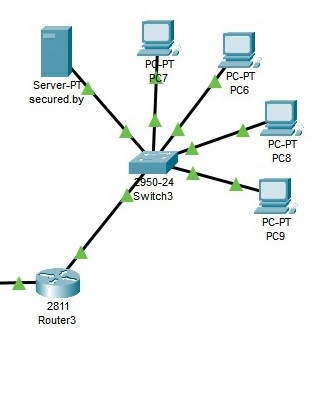 Server-PT
secured.by
PC-PT
PC7
PC-PT
PC6
PC-PT
PC8
PC-PT
PC9
2950-24
Switch3
2811
Router3